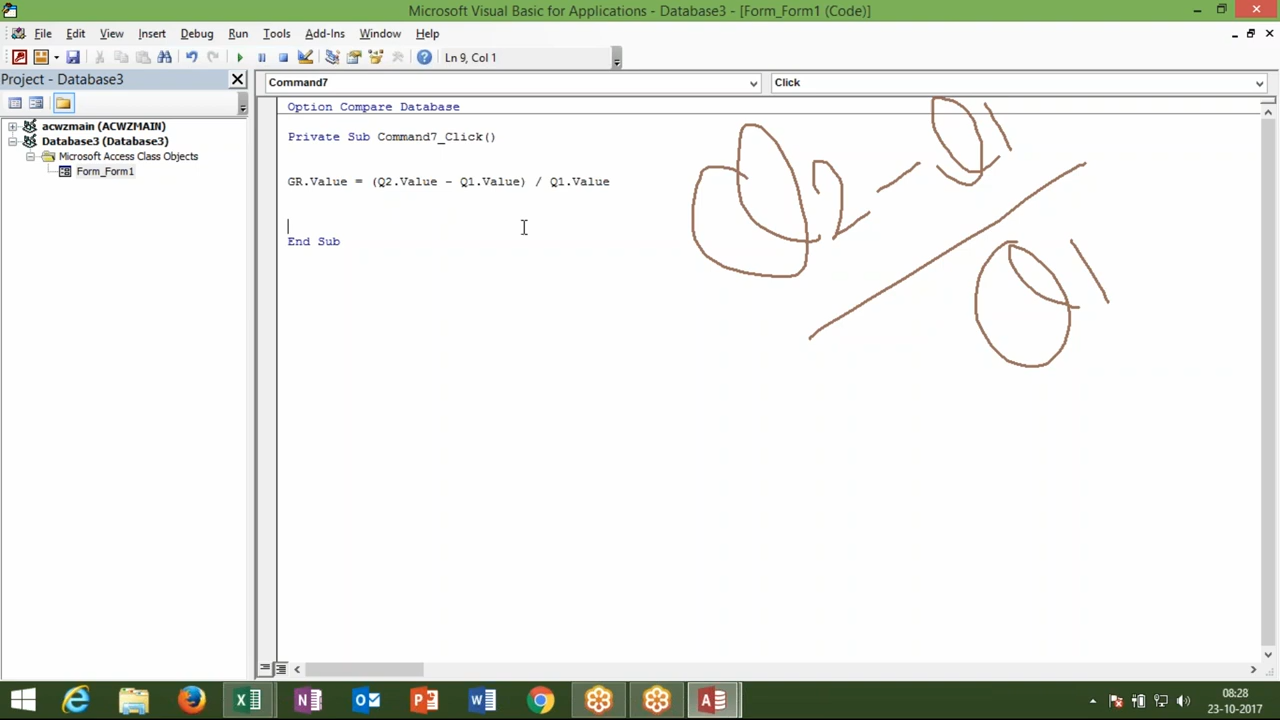 Microsoft Visual Basic for Applications - Database3 - [Form_Form1 (Code)]
File Edit View Insert Debug Run Tools Add-Ins Window Help
Ln 9, Col 1
Project - Database3
Command7
Click
acwzmain (ACWZMAIN)
Database3 (Database3)
Microsoft Access Class Objects
Form_Form1
Option Compare Database
Private Sub Command7_Click()
GR.Value = (Q2.Value - Q1.Value) / Q1.Value
End Sub
Q2 - Q1
Q1
08:28
23-10-2017